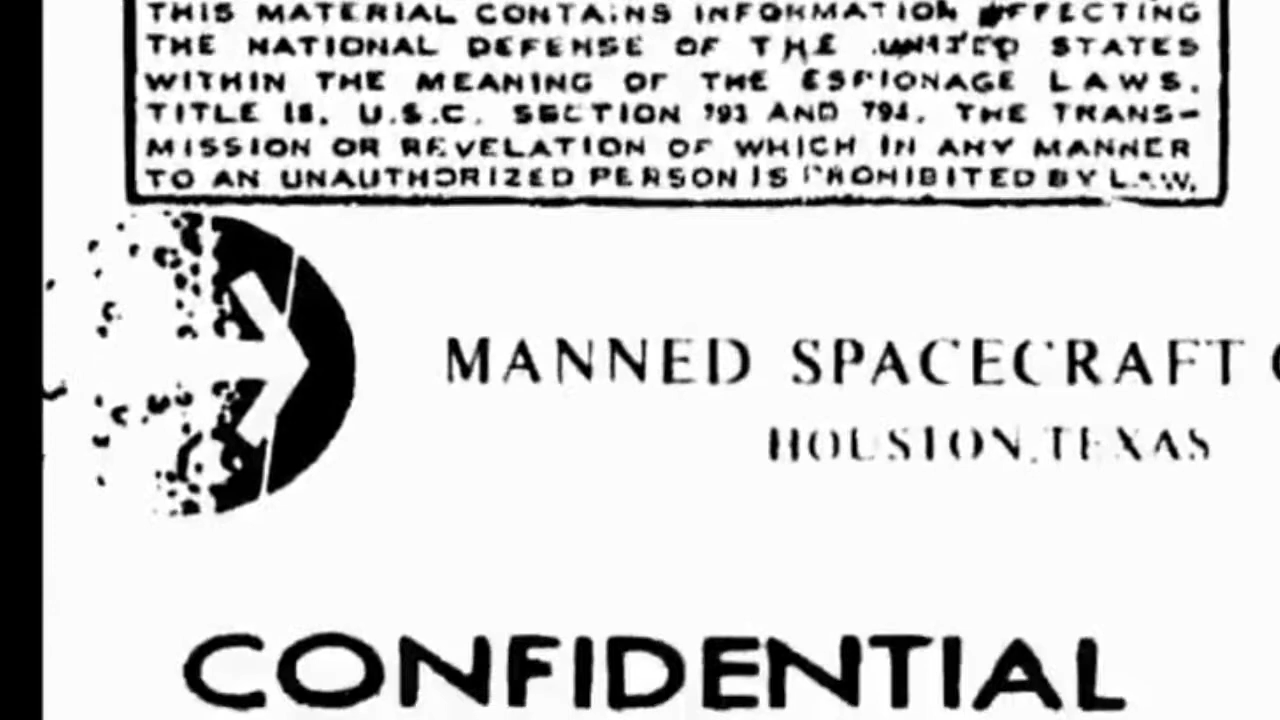 THIS MATERIAL CONTAINS INFORMATION AFFECTING
THE NATIONAL DEFENSE OF THE UNITED STATES
WITHIN THE MEANING OF THE ESPIONAGE LAWS,
TITLE 18, U.S.C. SECTION 793 AND 794. THE TRANS-
MISSION OR REVELATION OF WHICH IN ANY MANNER
TO AN UNAUTHORIZED PERSON IS PROHIBITED BY LAW.
MANNED SPACECRAFT
HOUSTON, TEXAS
CONFIDENTIAL